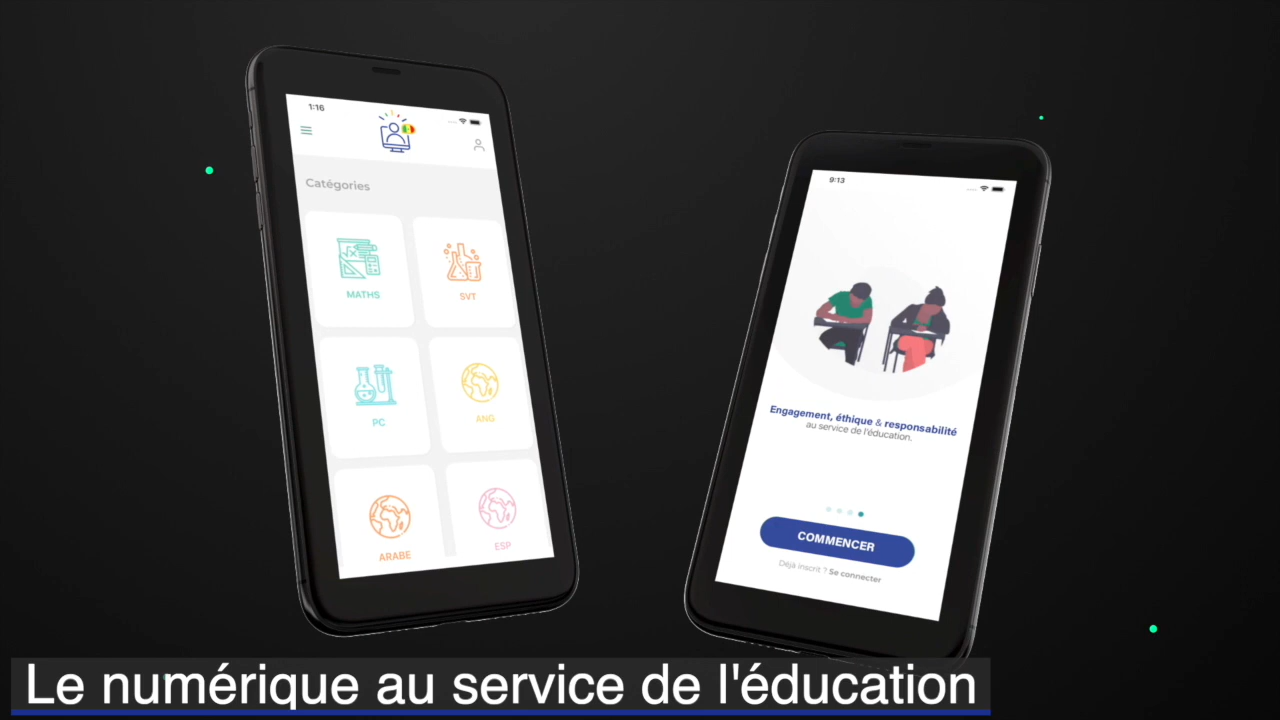 1:16
Catégories
MATHS
SVT
PC
ANG
ARABE
ESP
9:13
Engagement, éthique & responsabilité
au service de l'éducation.
COMMENCER
Déjà inscrit ? Se connecter
Le numérique au service de l'éducation